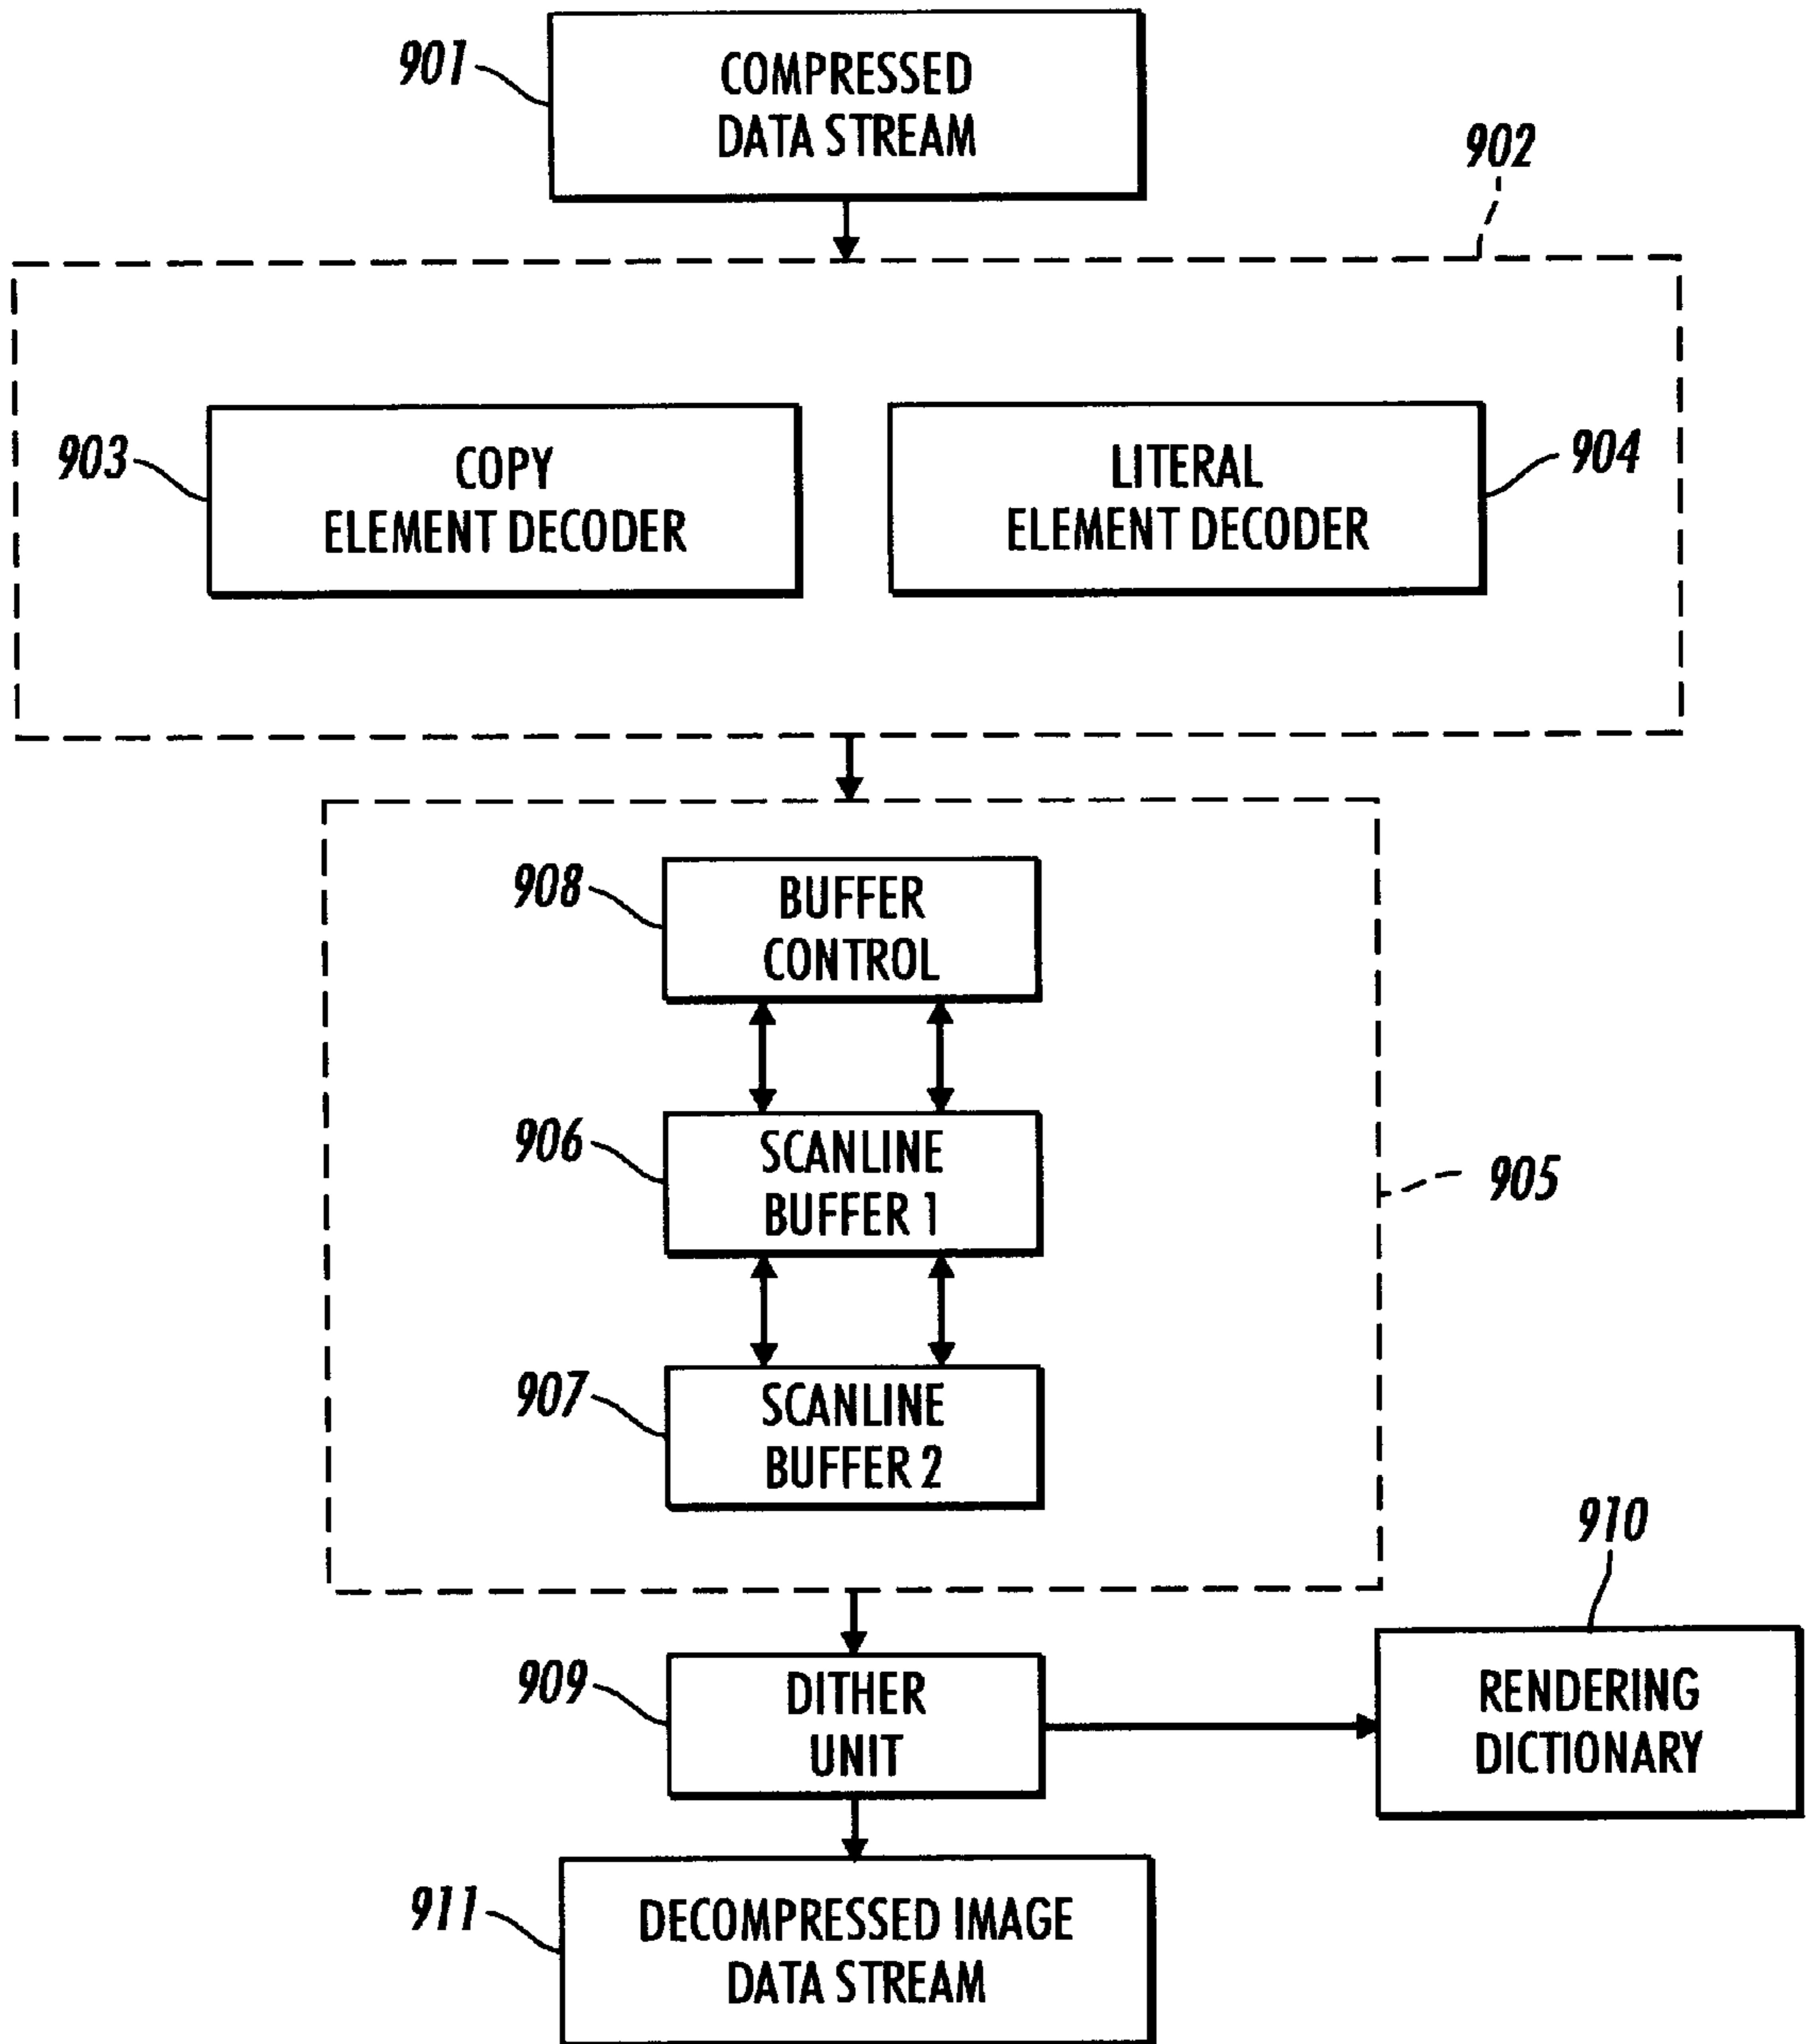 901
COMPRESSED
DATA STREAM
902
903
COPY
ELEMENT DECODER
LITERAL
ELEMENT DECODER
904
908
BUFFER
CONTROL
906
SCANLINE
BUFFER 1
905
907
SCANLINE
BUFFER 2
910
909
DITHER
UNIT
RENDERING
DICTIONARY
911
DECOMPRESSED IMAGE
DATA STREAM